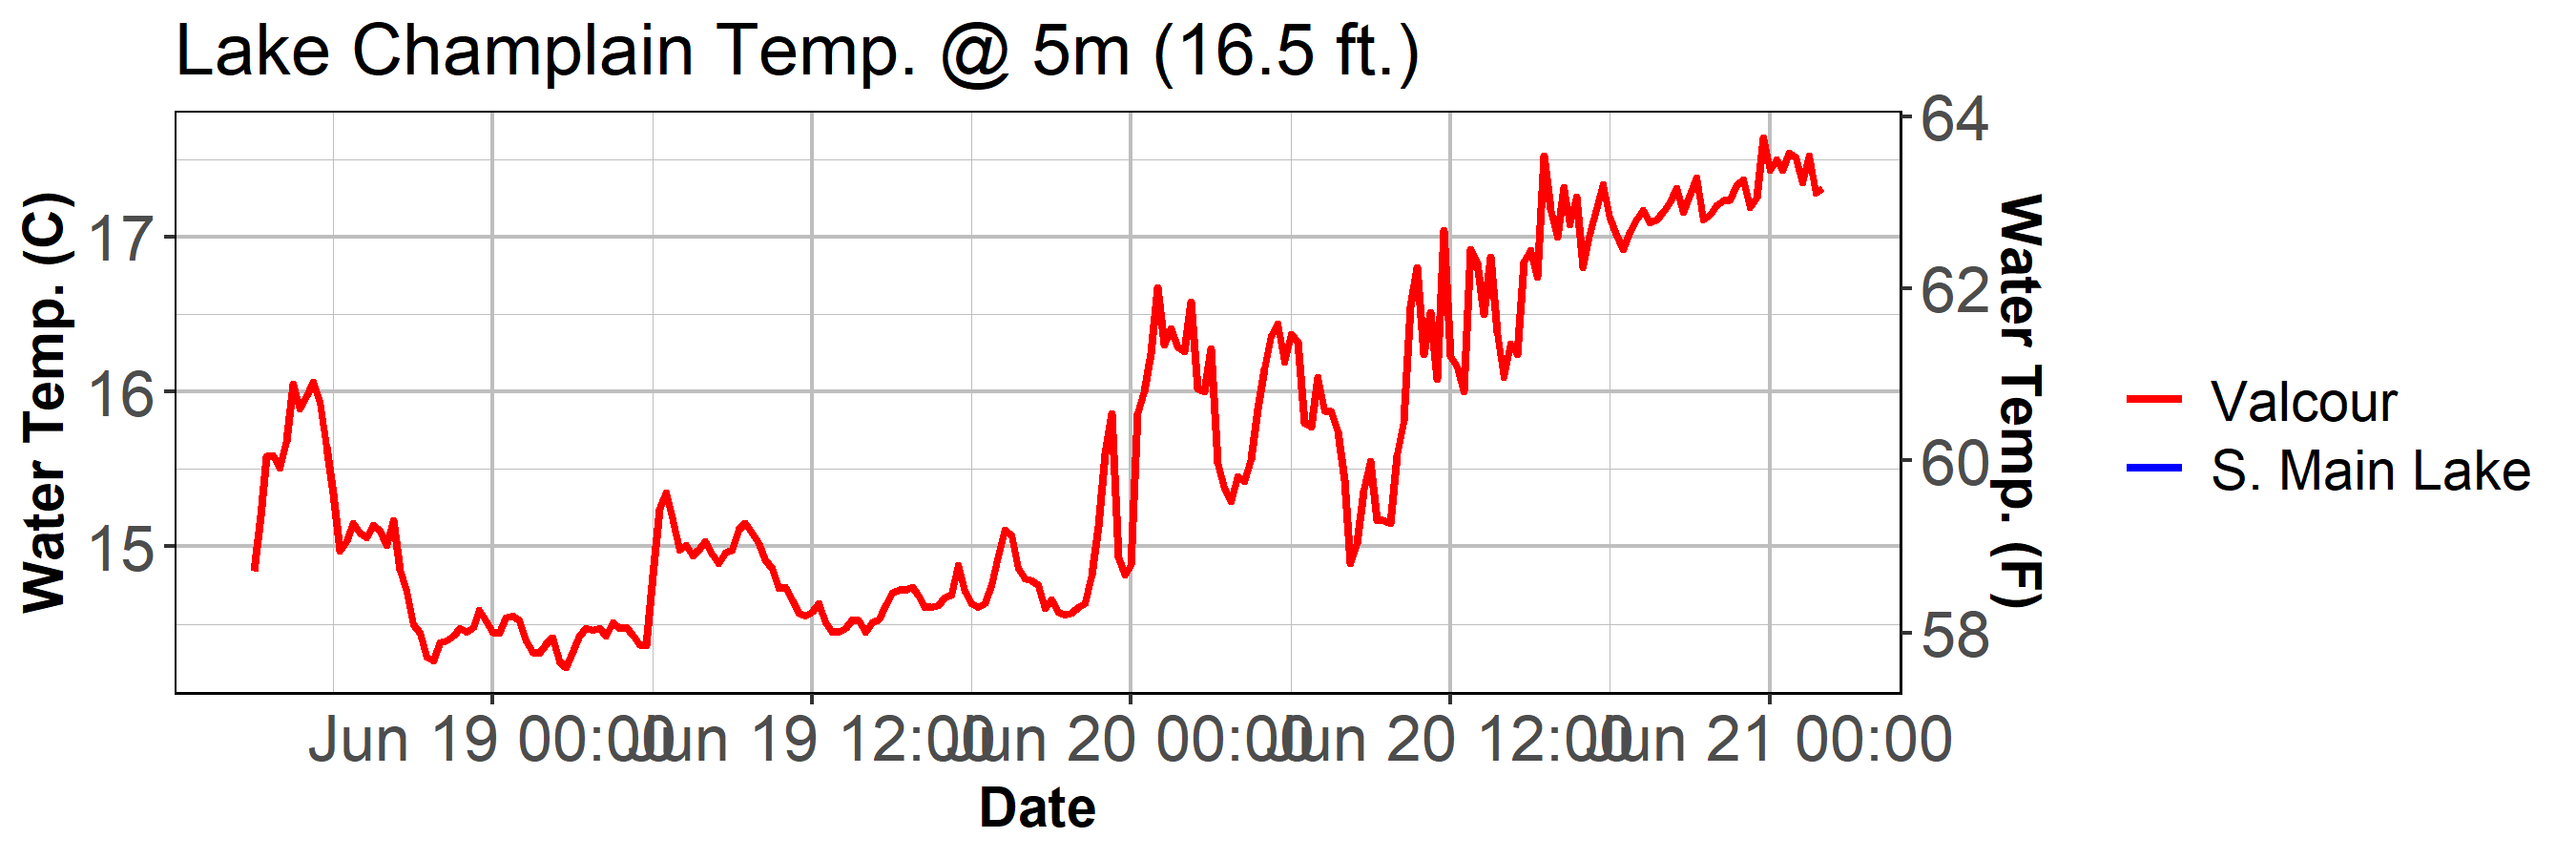 Lake Champlain Temp. @ 5m (16.5 ft.)
Water Temp. (C)
17
16
15
64
62
60
58
Water Temp. (F)
Jun 19 00:00
Jun 19 12:00
Jun 20 00:00
Jun 20 12:00
Jun 21 00:00
Date
Valcour
S. Main Lake